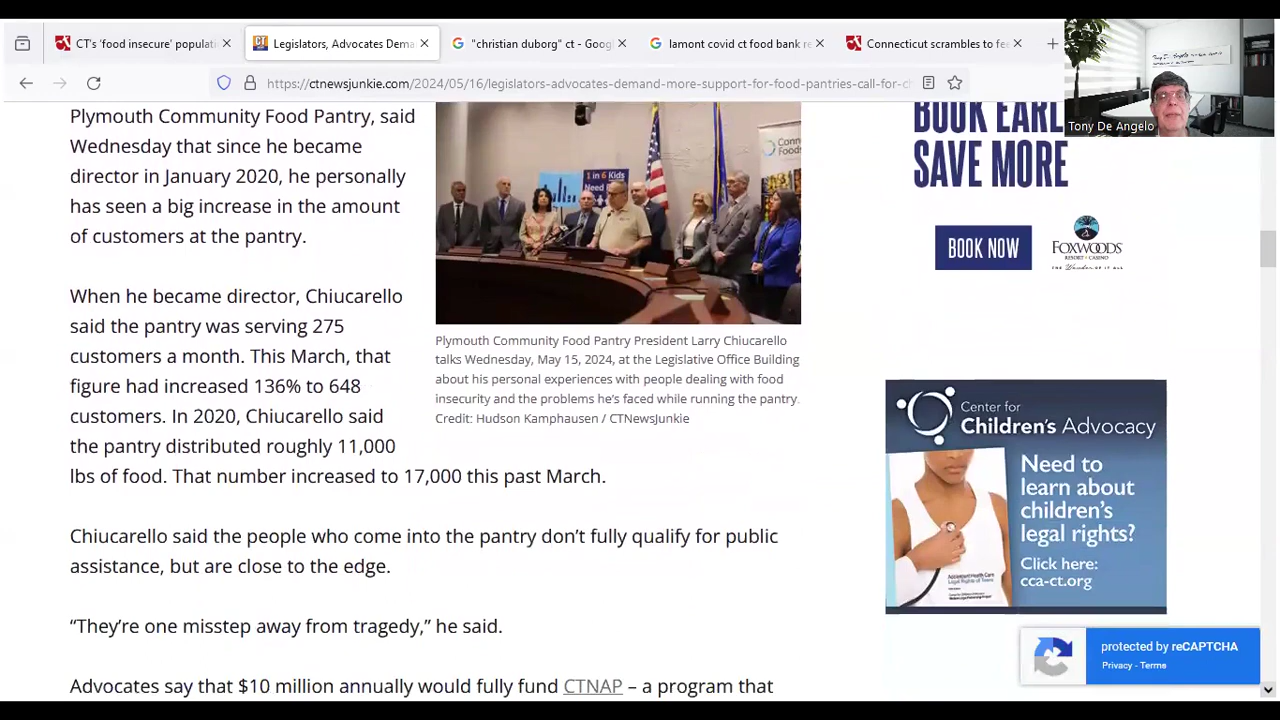 CT's ‘food insecure' populati
Legislators, Advocates Dema
"christian duborg" ct - Goog
lamont covid ct food bank re
Connecticut scrambles to fe
https://ctnewsjunkie.com/2024/05/16/legislators-advocates-demand-more-support-for-food-pantries-call-for-c
Tony De Angelo
Plymouth Community Food Pantry, said
Wednesday that since he became
director in January 2020, he personally
has seen a big increase in the amount
of customers at the pantry.
When he became director, Chiucarello
said the pantry was serving 275
customers a month. This March, that
figure had increased 136% to 648
customers. In 2020, Chiucarello said
the pantry distributed roughly 11,000
lbs of food. That number increased to 17,000 this past March.
1 in 6 Kids
Plymouth Community Food Pantry President Larry Chiucarello
talks Wednesday, May 15, 2024, at the Legislative Office Building
about his personal experiences with people dealing with food
insecurity and the problems he's faced while running the pantry.
Credit: Hudson Kamphausen / CTNewsJunkie
Chiucarello said the people who come into the pantry don't fully qualify for public
assistance, but are close to the edge.
“They're one misstep away from tragedy,” he said.
Advocates say that $10 million annually would fully fund CTNAP – a program that
BOOK EARL
SAVE MORE
BOOK NOW
FOXWOODS
RESORT • CASINO
Center for
Children's Advocacy
Need to
learn about
children's
legal rights?
Click here:
cca-ct.org
protected by reCAPTCHA
Privacy - Terms